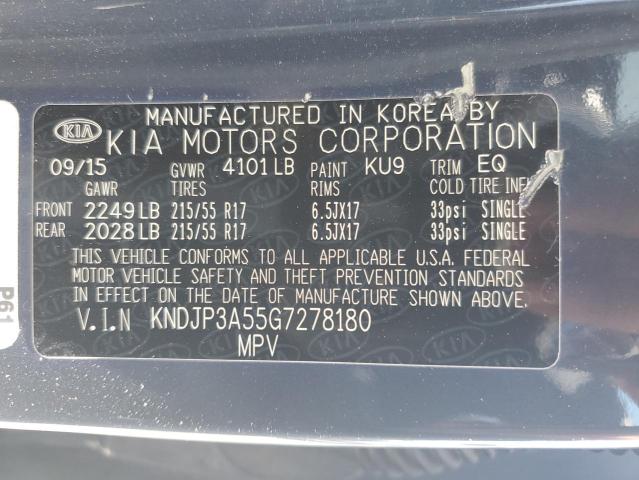 MANUFACTURED IN KOREA BY
KIA KIA MOTORS CORPORATION
09/15 GVWR 4101 LB PAINT KU9 TRIM EQ
GAWR TIRES RIMS COLD TIRE INFL
FRONT 2249 LB 215/55 R17 6.5JX17 33psi SINGLE
REAR 2028 LB 215/55 R17 6.5JX17 33psi SINGLE
THIS VEHICLE CONFORMS TO ALL APPLICABLE U.S.A. FEDERAL
MOTOR VEHICLE SAFETY AND THEFT PREVENTION STANDARDS
IN EFFECT ON THE DATE OF MANUFACTURE SHOWN ABOVE.
V.I.N KNDJP3A55G7278180
MPV
P61